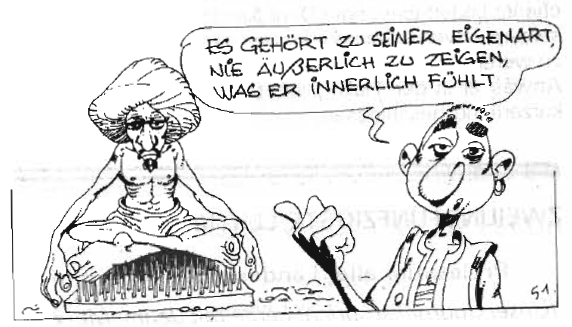 ES GEHÖRT ZU SEINER EIGENART,
NIE ÄUßERLICH ZU ZEIGEN,
WAS ER INNERLICH FÜHLT